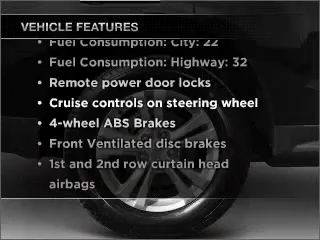 VEHICLE FEATURES
• Fuel Consumption: City: 22
• Fuel Consumption: Highway: 32
• Remote power door locks
• Cruise controls on steering wheel
• 4-wheel ABS Brakes
• Front Ventilated disc brakes
• 1st and 2nd row curtain head
airbags